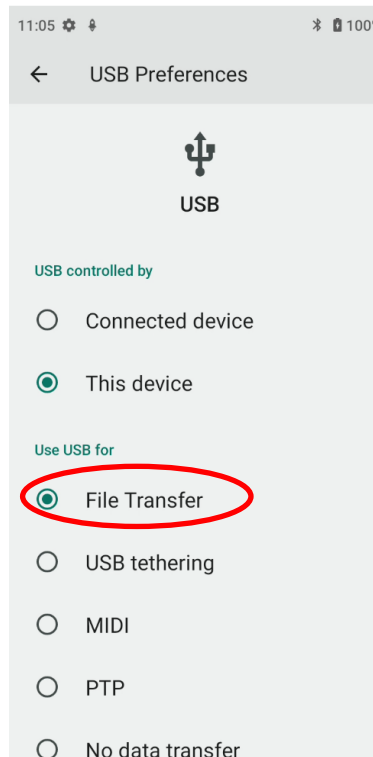 11:05 100%
USB Preferences
USB
USB controlled by
Connected device
This device
Use USB for
File Transfer
USB tethering
MIDI
PTP
No data transfer